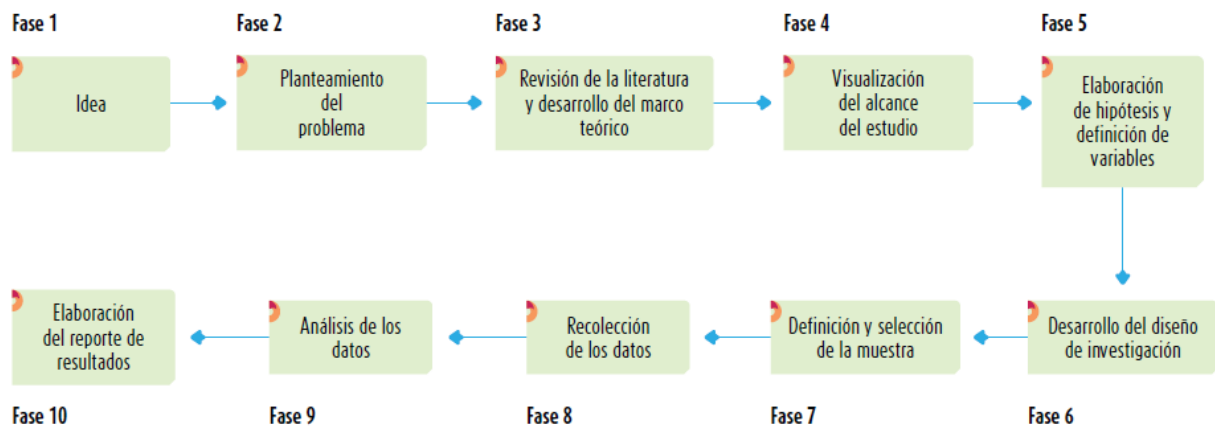 Fase 1
Idea
Fase 2
Planteamiento
del
problema
Fase 3
Revisión de la literatura
y desarrollo del marco
teórico
Fase 4
Visualización
del alcance
del estudio
Fase 5
Elaboración
de hipótesis y
definición de
variables
Desarrollo del diseño
de investigación
Fase 6
Definición y selección
de la muestra
Fase 7
Recolección
de los datos
Fase 8
Análisis de los
datos
Fase 9
Elaboración
del reporte de
resultados
Fase 10